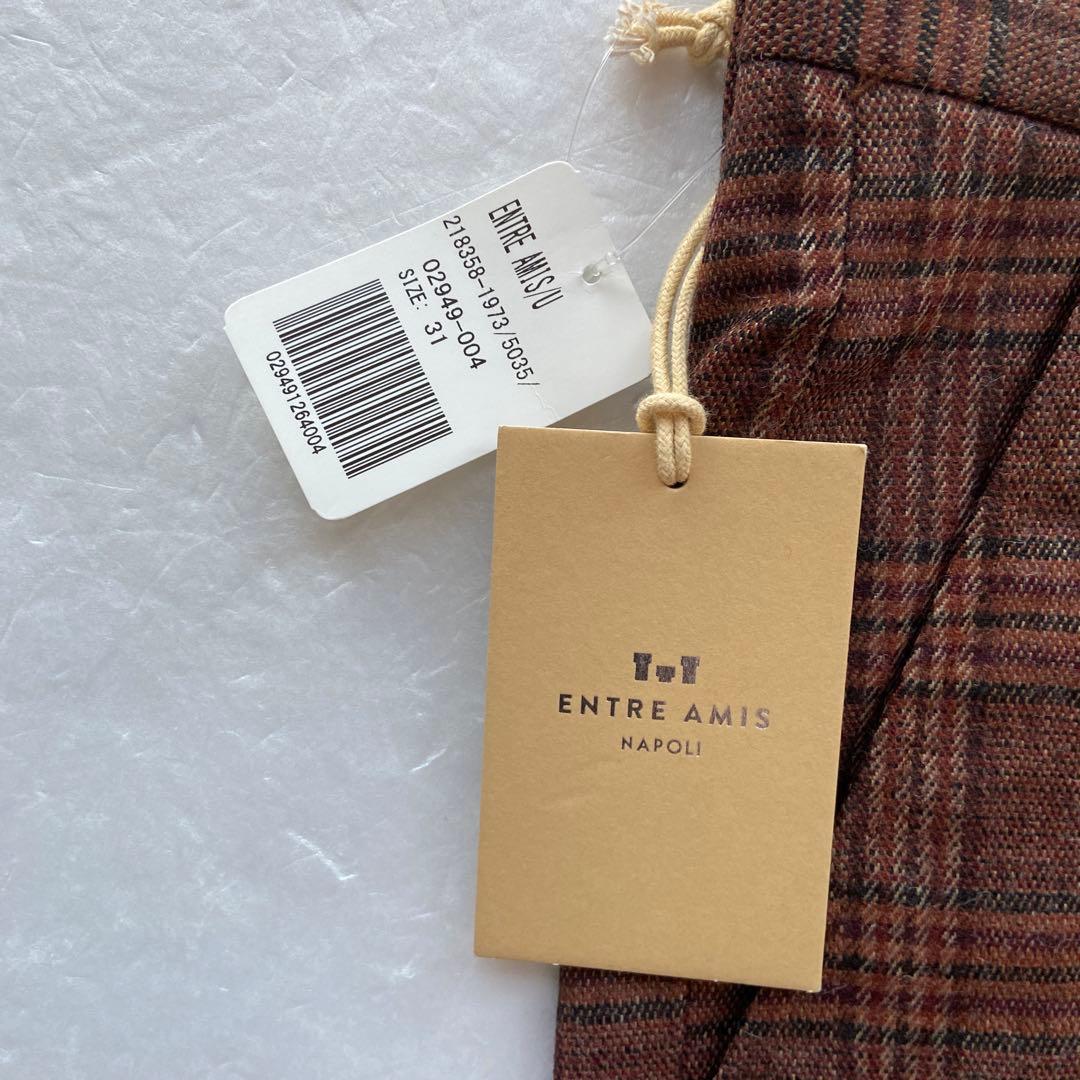 ENTRE AMIS/U
218358-1973/5035/
02949-004
SIZE: 31
029491264004
ENTRE AMIS
NAPOLI